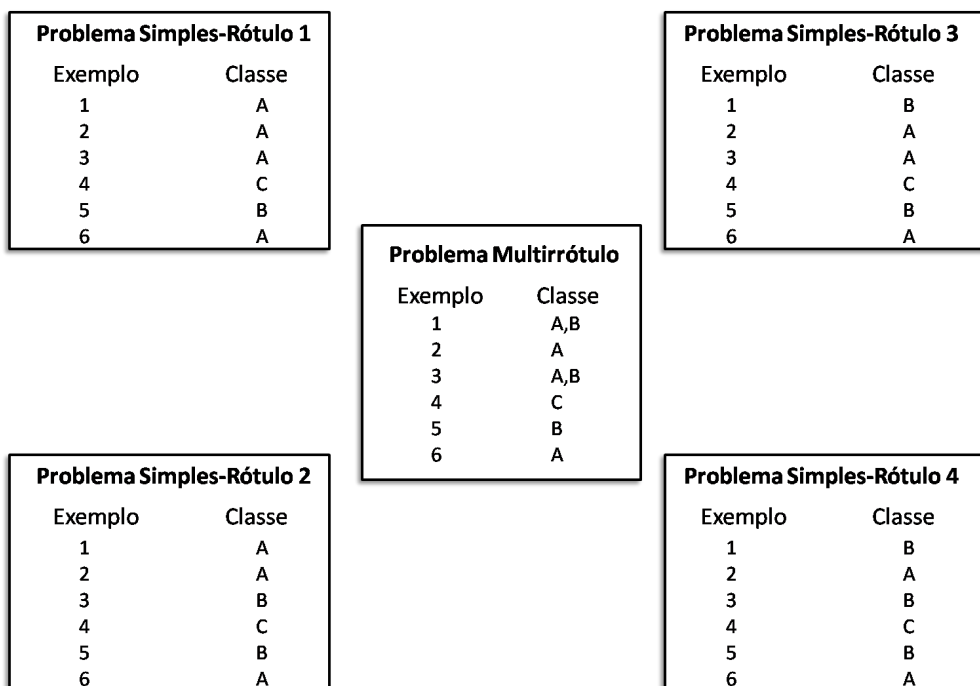 Problema Simples-Rótulo 1
Exemplo Classe
1 A
2 A
3 A
4 C
5 B
6 A
Problema Simples-Rótulo 3
Exemplo Classe
1 B
2 A
3 A
4 C
5 B
6 A
Problema Multirrótulo
Exemplo Classe
1 A,B
2 A
3 A,B
4 C
5 B
6 A
Problema Simples-Rótulo 2
Exemplo Classe
1 A
2 A
3 B
4 C
5 B
6 A
Problema Simples-Rótulo 4
Exemplo Classe
1 B
2 A
3 B
4 C
5 B
6 A